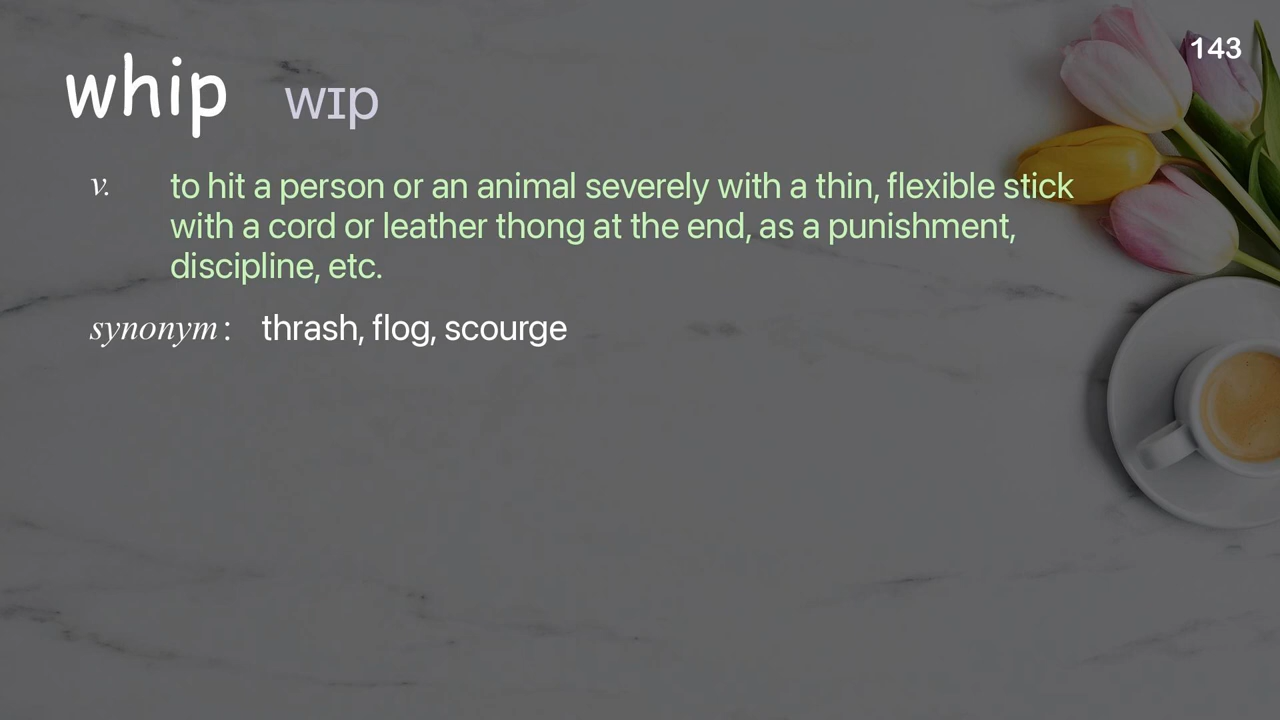 143
whip wɪp
v. to hit a person or an animal severely with a thin, flexible stick
with a cord or leather thong at the end, as a punishment,
discipline, etc.
synonym: thrash, flog, scourge